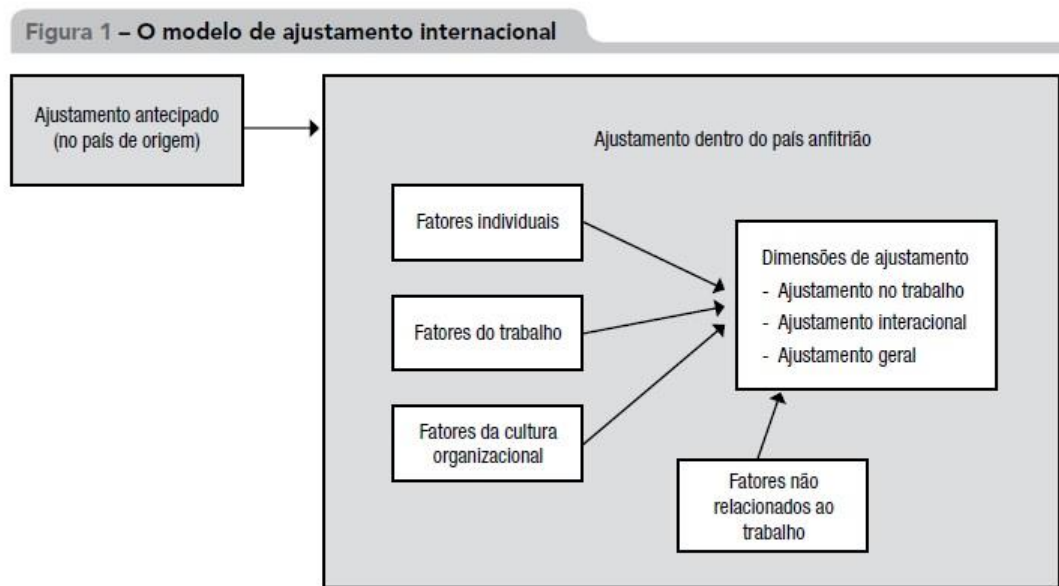 Figura 1 – O modelo de ajustamento internacional
Ajustamento antecipado
(no país de origem)
Ajustamento dentro do país anfitrião
Fatores individuais
Fatores do trabalho
Fatores da cultura
organizacional
Dimensões de ajustamento
- Ajustamento no trabalho
- Ajustamento interacional
- Ajustamento geral
Fatores não
relacionados ao
trabalho